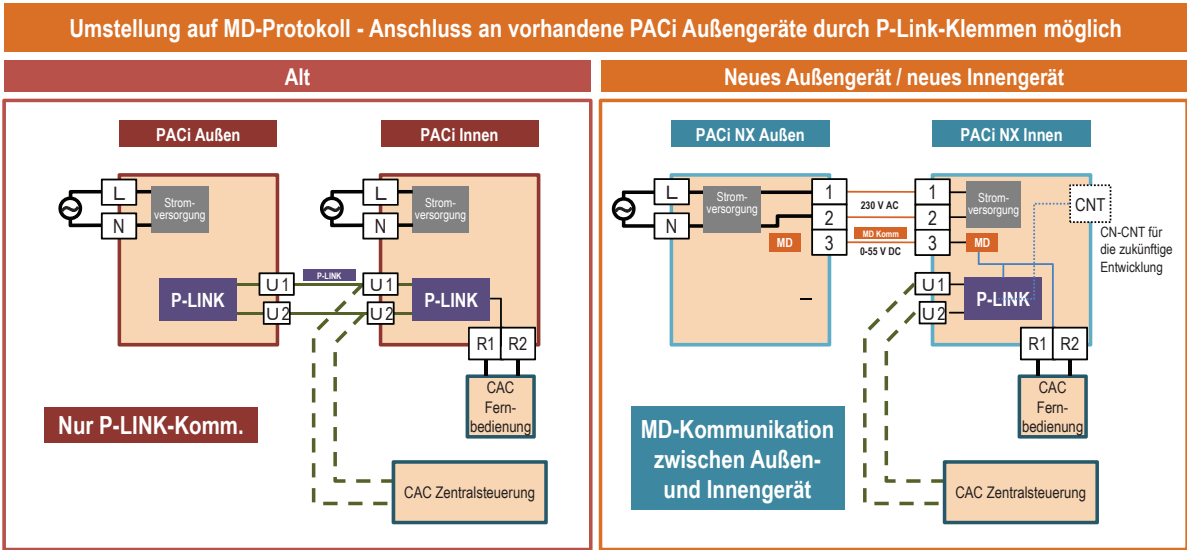 Umstellung auf MD-Protokoll - Anschluss an vorhandene PACi Außengeräte durch P-Link-Klemmen möglich
Alt
PACi Außen
PACi Innen
L
N
Strom-
versorgung
L
N
Strom-
versorgung
P-LINK
U1
U2
P-LINK
U1
U2
P-LINK
R1
R2
CAC
Fern-
bedienung
Nur P-LINK-Komm.
CAC Zentralsteuerung
Neues Außengerät / neues Innengerät
PACi NX Außen
PACi NX Innen
L
N
Strom-
versorgung
MD
1
2
3
230 V AC
MD Komm
0-55 V DC
1
2
3
Strom-
versorgung
MD
CNT
CN-CNT für
die zukünftige
Entwicklung
–
U1
U2
P-LINK
R1
R2
CAC
Fern-
bedienung
MD-Kommunikation
zwischen Außen-
und Innengerät
CAC Zentralsteuerung